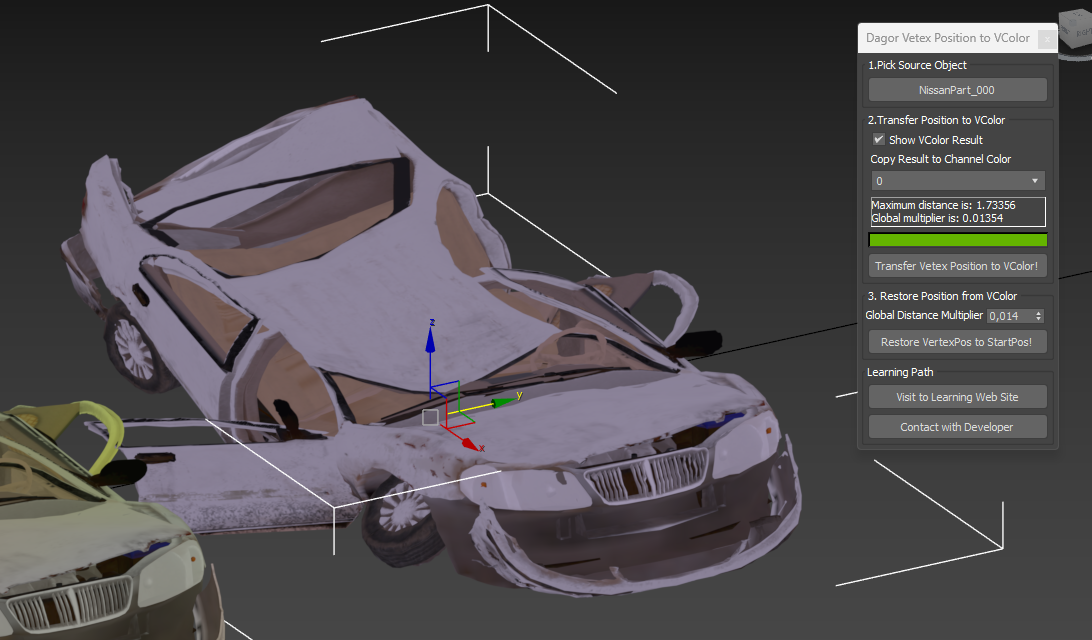 Dagor Vetex Position to VColor
1.Pick Source Object
NissanPart_000
2.Transfer Position to VColor
Show VColor Result
Copy Result to Channel Color
0
Maximum distance is: 1.73356
Global multiplier is: 0.01354
Transfer Vetex Position to VColor!
3. Restore Position from VColor
Global Distance Multiplier 0,014
Restore VertexPos to StartPos!
Learning Path
Visit to Learning Web Site
Contact with Developer
z
y
x